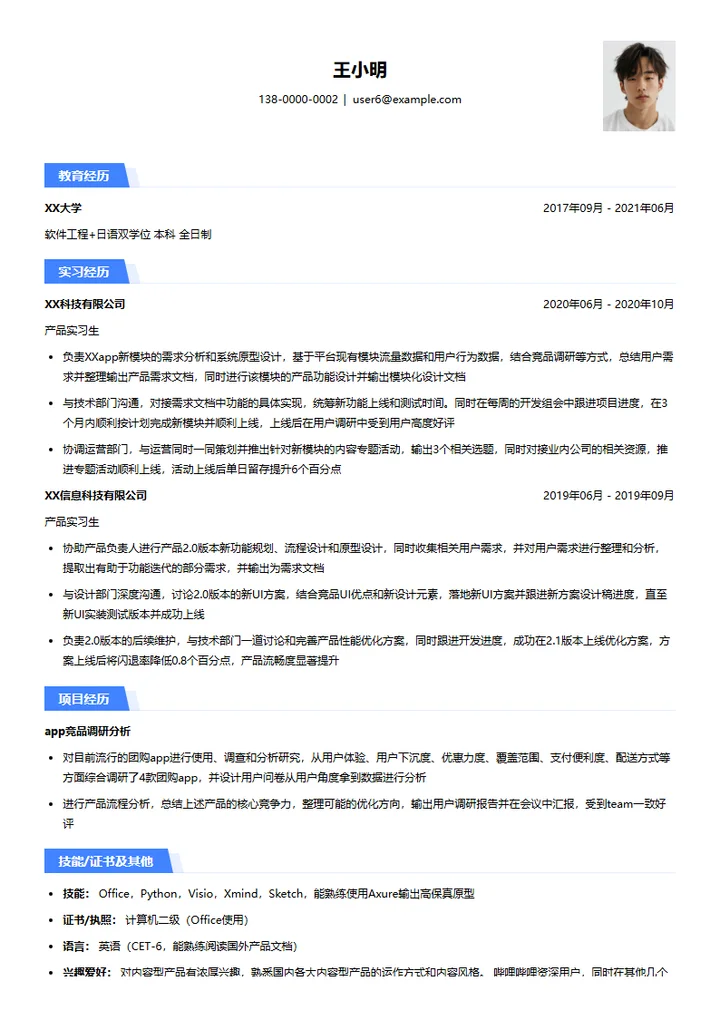 王小明
138-0000-0002 | user6@example.com
教育经历
XX大学 2017年09月 - 2021年06月
软件工程+日语双学位 本科 全日制
实习经历
XX科技有限公司 2020年06月 - 2020年10月
产品实习生
• 负责XXapp新模块的需求分析和系统原型设计，基于平台现有模块流量数据和用户行为数据，结合竞品调研等方式，总结用户需
求并整理输出产品需求文档，同时进行该模块的产品功能设计并输出模块化设计文档
• 与技术部门沟通，对接需求文档中功能的具体实现，统筹新功能上线和测试时间。同时在每周的开发组会中跟进项目进度，在3
个月内顺利按计划完成新模块并顺利上线，上线后在用户调研中受到用户高度好评
• 协调运营部门，与运营同时一同策划并推出针对新模块的内容专题活动，输出3个相关选题，同时对接业内公司的相关资源，推
进专题活动顺利上线，活动上线后单日留存提升6个百分点
XX信息科技有限公司 2019年06月 - 2019年09月
产品实习生
• 协助产品负责人进行产品2.0版本新功能规划、流程设计和原型设计，同时收集相关用户需求，并对用户需求进行整理和分析，
提取出有助于功能迭代的部分需求，并输出为需求文档
• 与设计部门深度沟通，讨论2.0版本的新UI方案，结合竞品UI优点和新设计元素，落地新UI方案并跟进新方案设计稿进度，直至
新UI实装测试版本并成功上线
• 负责2.0版本的后续维护，与技术部门一道讨论和完善产品性能优化方案，同时跟进开发进度，成功在2.1版本上线优化方案，方
案上线后将闪退率降低0.8个百分点，产品流畅度显著提升
项目经历
app竞品调研分析
• 对目前流行的团购app进行使用、调查和分析研究，从用户体验、用户下沉度、优惠力度、覆盖范围、支付便利度、配送方式等
方面综合调研了4款团购app，并设计用户问卷从用户角度拿到数据进行分析
• 进行产品流程分析，总结上述产品的核心竞争力，整理可能的优化方向，输出用户调研报告并在会议中汇报，受到team一致好
评
技能/证书及其他
• 技能： Office，Python，Visio，Xmind，Sketch，能熟练使用Axure输出高保真原型
• 证书/执照： 计算机二级（Office使用）
• 语言： 英语（CET-6，能熟练阅读国外产品文档）
• 兴趣爱好： 对内容型产品有浓厚兴趣，熟悉国内各大内容型产品的运作方式和内容风格。 哔哩哔哩资深用户，同时在其他几个